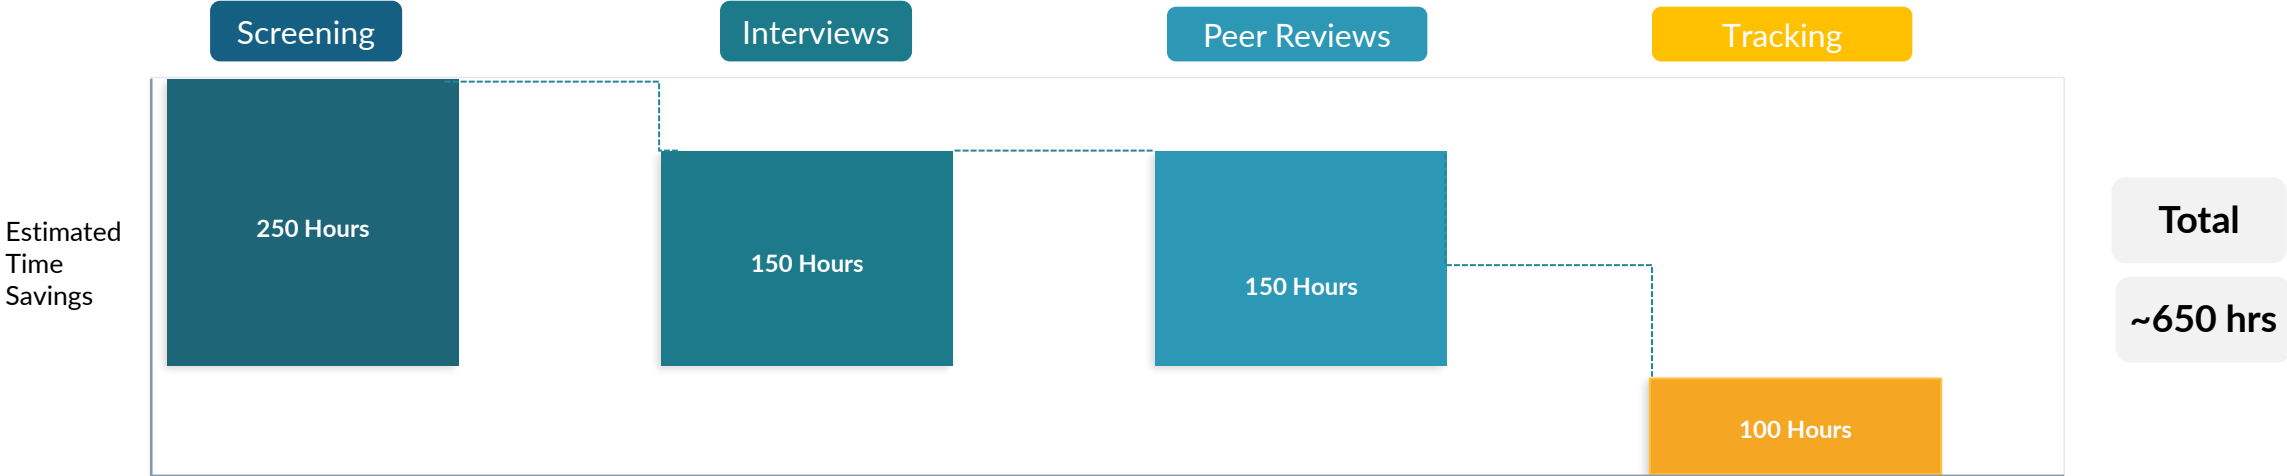 Screening
Interviews
Peer Reviews
Tracking
Estimated
Time
Savings
250 Hours
150 Hours
150 Hours
100 Hours
Total
~650 hrs